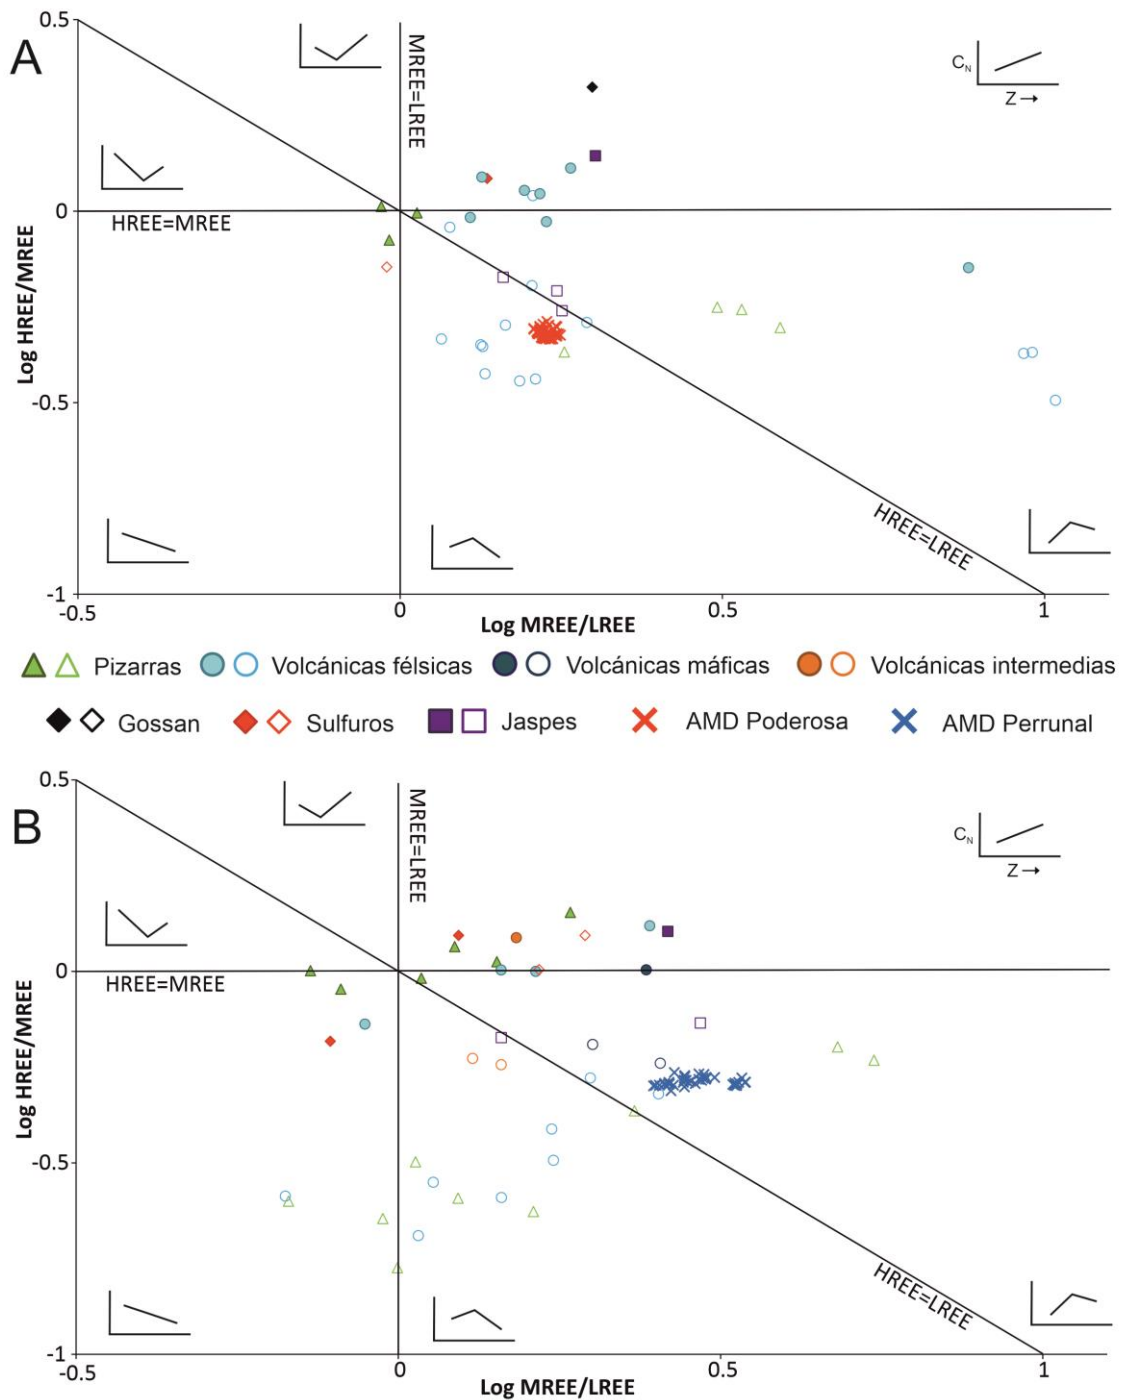 A
0.5
MREE=LREE
C_N
Z →
0
HREE=MREE
Log HREE/MREE
-0.5
HREE=LREE
-1
-0.5
0
0.5
1
Log MREE/LREE
Pizarras
Volcánicas félsicas
Volcánicas máficas
Volcánicas intermedias
Gossan
Sulfuros
Jaspes
AMD Poderosa
AMD Perrunal
B
0.5
MREE=LREE
C_N
Z →
0
HREE=MREE
Log HREE/MREE
-0.5
HREE=LREE
-1
-0.5
0
0.5
1
Log MREE/LREE